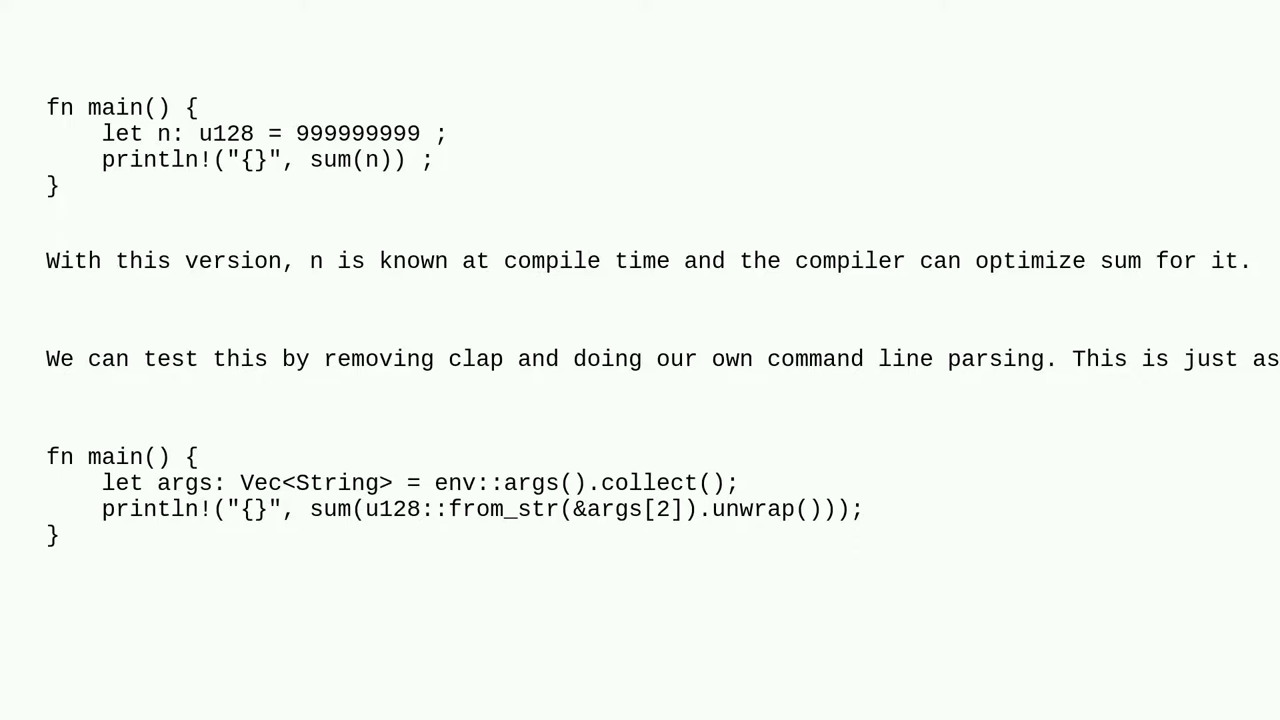 fn main() {
    let n: u128 = 999999999 ;
    println!("{}", sum(n)) ;
}
With this version, n is known at compile time and the compiler can optimize sum for it.
We can test this by removing clap and doing our own command line parsing. This is just as
fn main() {
    let args: Vec<String> = env::args().collect();
    println!("{}", sum(u128::from_str(&args[2]).unwrap()));
}